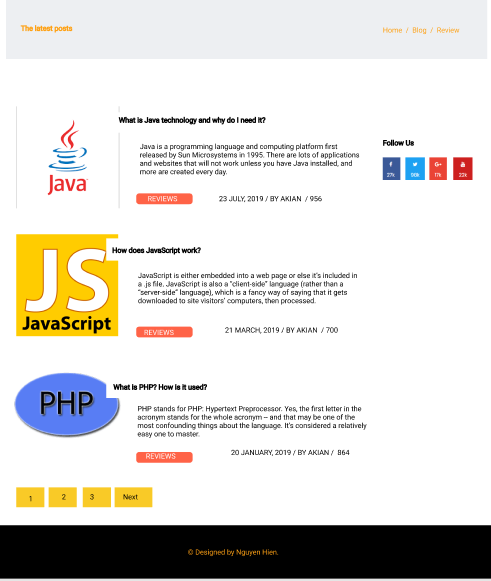 The latest posts
Home / Blog / Review
What is Java technology and why do I need it?
Java
Java is a programming language and computing platform first
released by Sun Microsystems in 1995. There are lots of applications
and websites that will not work unless you have Java installed, and
more are created every day.
REVIEWS
23 JULY, 2019 / BY AKIAN / 956
Follow Us
27k 50k 17k 23k
How does JavaScript work?
JS
JavaScript
JavaScript is either embedded into a web page or else it's included in
a .js file. JavaScript is also a "client-side" language (rather than a
"server-side" language), which is a fancy way of saying that it gets
downloaded to site visitors' computers, then processed.
REVIEWS
21 MARCH, 2019 / BY AKIAN / 700
What is PHP? How is it used?
PHP
PHP stands for PHP: Hypertext Preprocessor. Yes, the first letter in the
acronym stands for the whole acronym – and that may be one of the
most confounding things about the language. It's considered a relatively
easy one to master.
REVIEWS
20 JANUARY, 2019 / BY AKIAN / 864
1 2 3 Next
© Designed by Nguyen Hien.